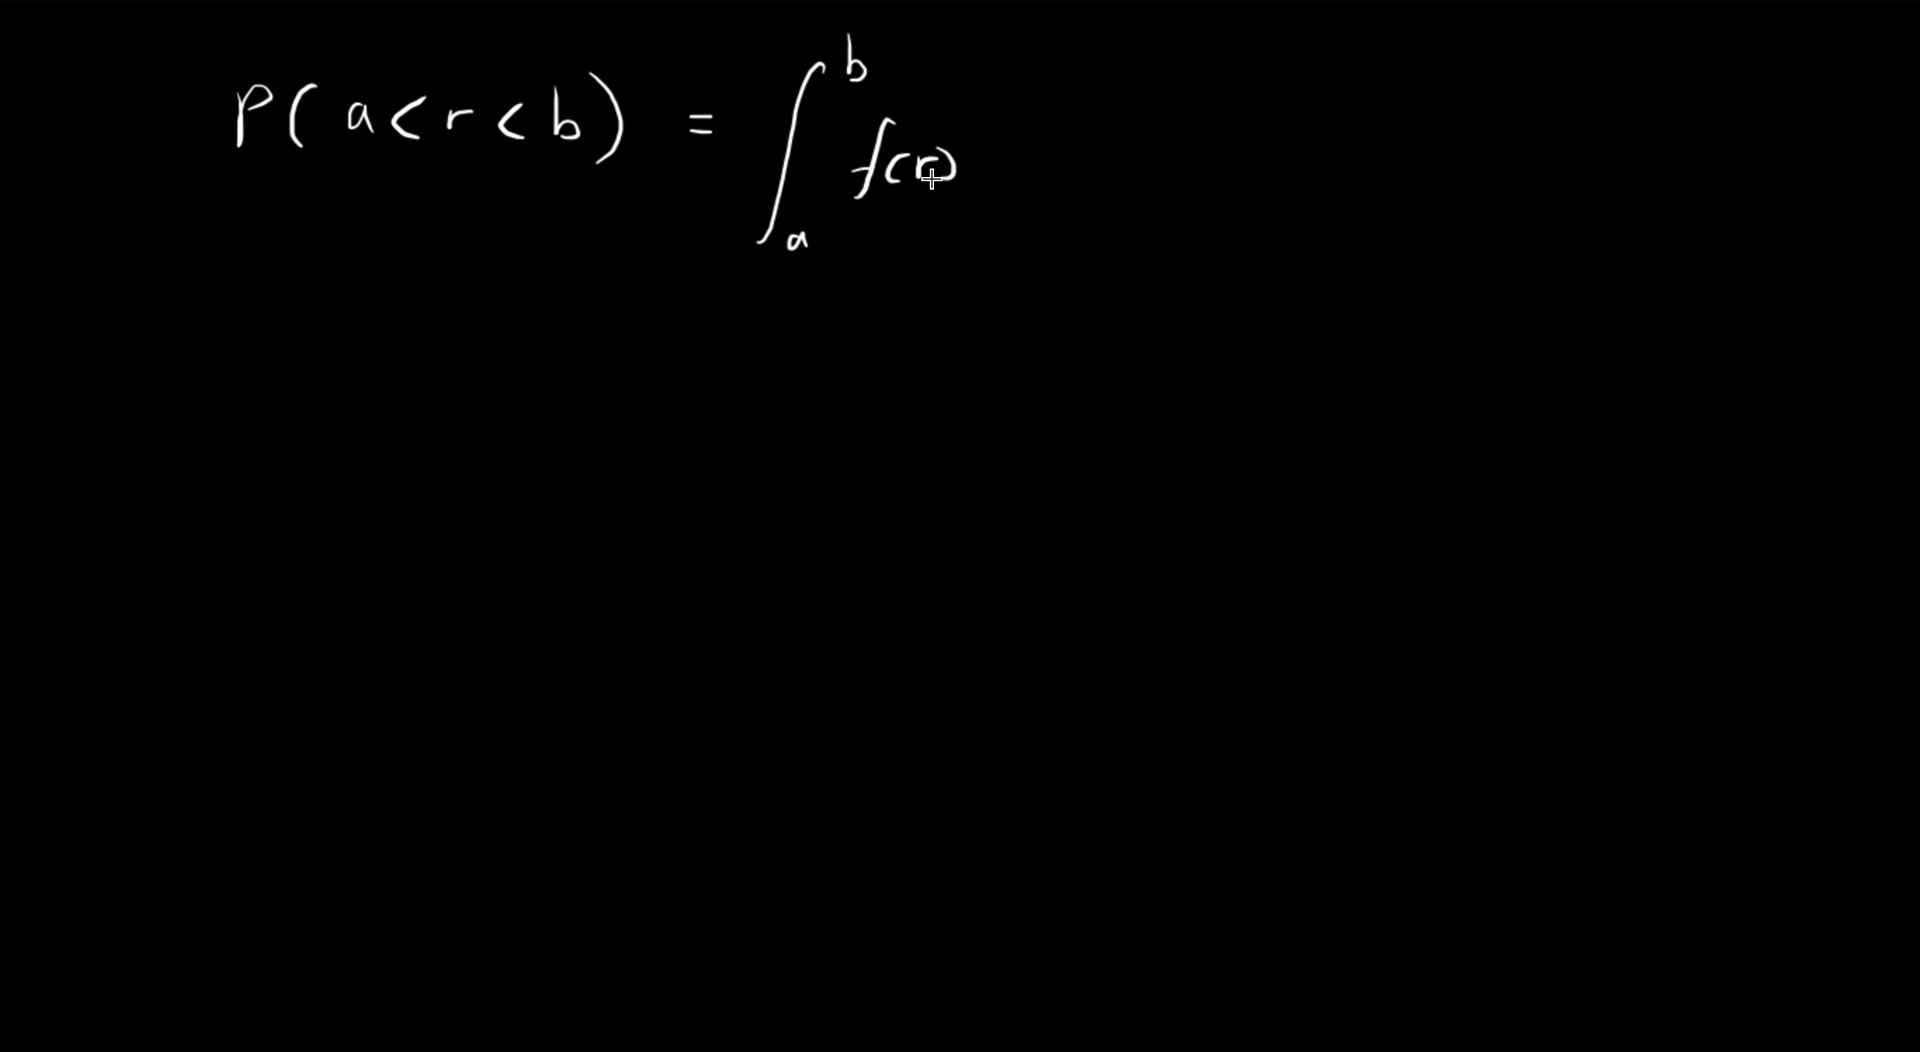 P( a < r < b ) = ∫_a^b f(r)